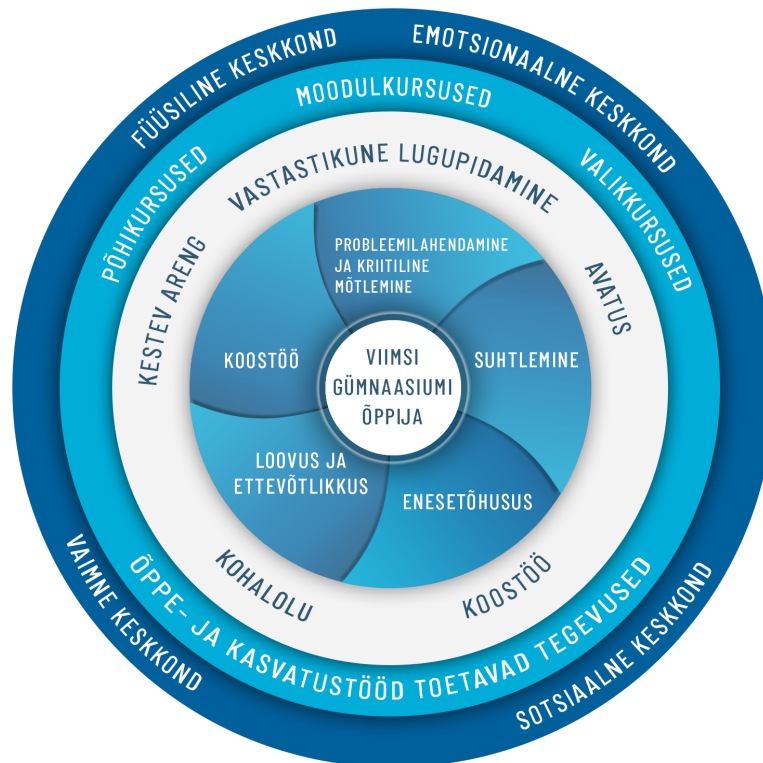 FÜÜSILINE KESKKOND
EMOTSIONAALNE KESKKOND
MOODULKURSUSED
PÕHIKURSUSED
VALIKKURSUSED
VASTASTIKUNE LUGUPIDAMINE
KESTEV ARENG
AVATUS
PROBLEEMILAHENDAMINE
JA KRIITILINE
MÕTLEMINE
KOOSTÖÖ
VIIMSI
GÜMNAASIUMI
ÕPPIJA
SUHTLEMINE
LOOVUS JA
ETTEVÕTLIKKUS
ENESETÕHUSUS
KOHALOLU
KOOSTÖÖ
ÕPPE- JA KASVATUSTÖÖD TOETAVAD TEGEVUSED
VAIMNE KESKKOND
SOTSIAALNE KESKKOND